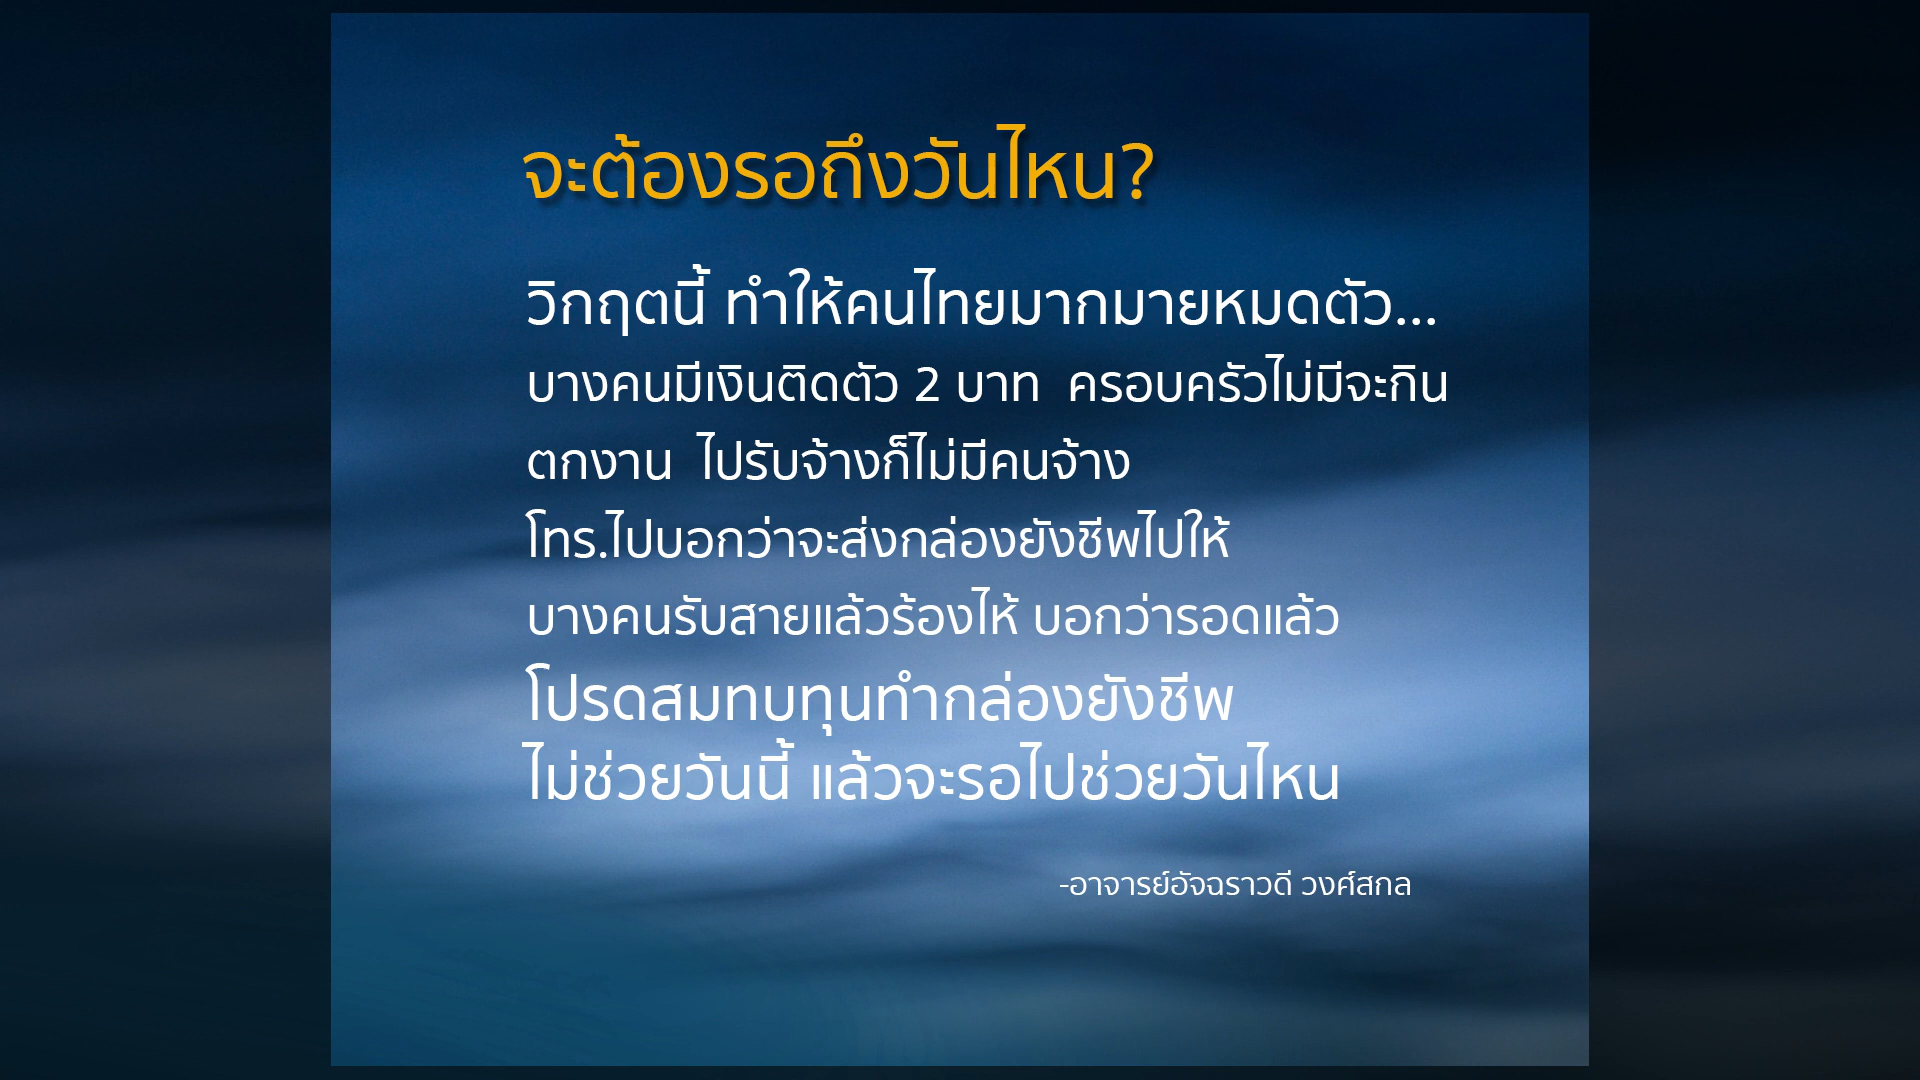 จะต้องรอถึงวันไหน?
วิกฤตนี้ ทำให้คนไทยมากมายหมดตัว...
บางคนมีเงินติดตัว 2 บาท ครอบครัวไม่มีจะกิน
ตกงาน ไปรับจ้างก็ไม่มีคนจ้าง
โทร.ไปบอกว่าจะส่งกล่องยังชีพไปให้
บางคนรับสายแล้วร้องไห้ บอกว่ารอดแล้ว
โปรดสมทบทุนทำกล่องยังชีพ
ไม่ช่วยวันนี้ แล้วจะรอไปช่วยวันไหน
-อาจารย์อัจฉราวดี วงศ์สกล